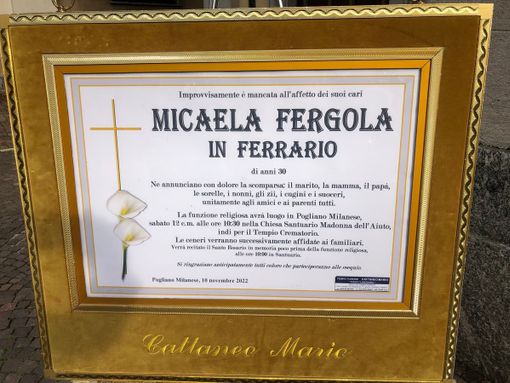 Improvvisamente è mancata all'affetto dei suoi cari
MICAELA FERGOLA
IN FERRARIO
di anni 30
Ne annunciano con dolore la scomparsa: il marito, la mamma, il papà,
le sorelle, i nonni, gli zii, i cugini e i suoceri,
unitamente agli amici e ai parenti tutti.
La funzione religiosa avrà luogo in Pogliano Milanese,
sabato 12 c.m. alle ore 10:30 nella Chiesa Santuario Madonna dell'Aiuto,
indi per il Tempio Crematorio.
Le ceneri verranno successivamente affidate ai familiari.
Verrà recitato il Santo Rosario in memoria poco prima della funzione religiosa,
alle ore 10:00 in Santuario.
Si ringraziano anticipatamente tutti coloro che parteciperanno alle esequie.
Pogliano Milanese, 10 novembre 2022
Cattaneo Mario